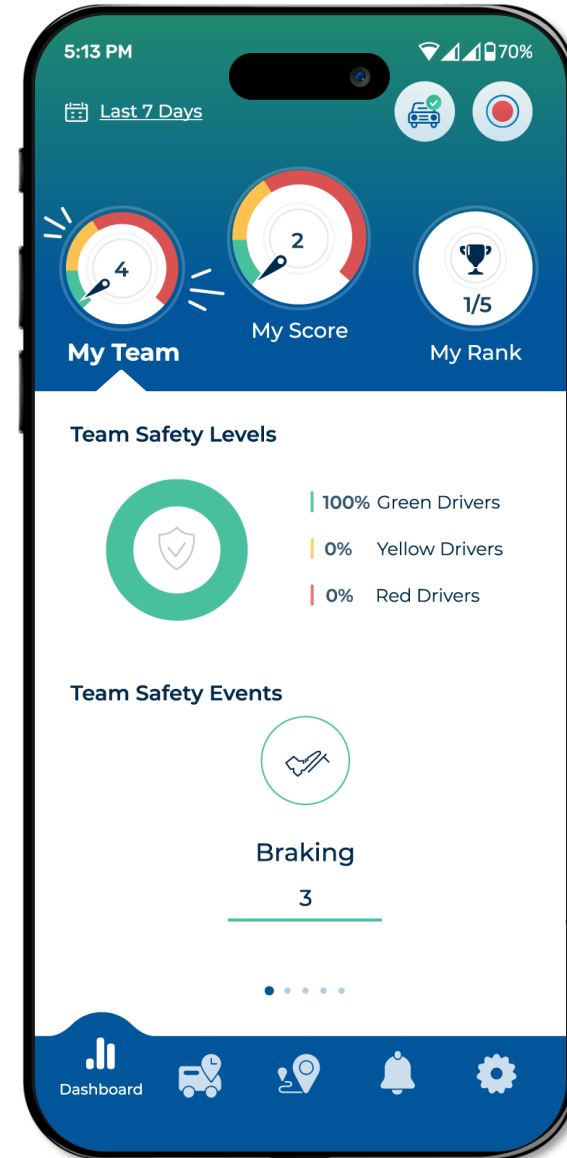 5:13 PM
70%
Last 7 Days
4
2
1/5
My Team
My Score
My Rank
Team Safety Levels
100% Green Drivers
0% Yellow Drivers
0% Red Drivers
Team Safety Events
Braking
3
Dashboard